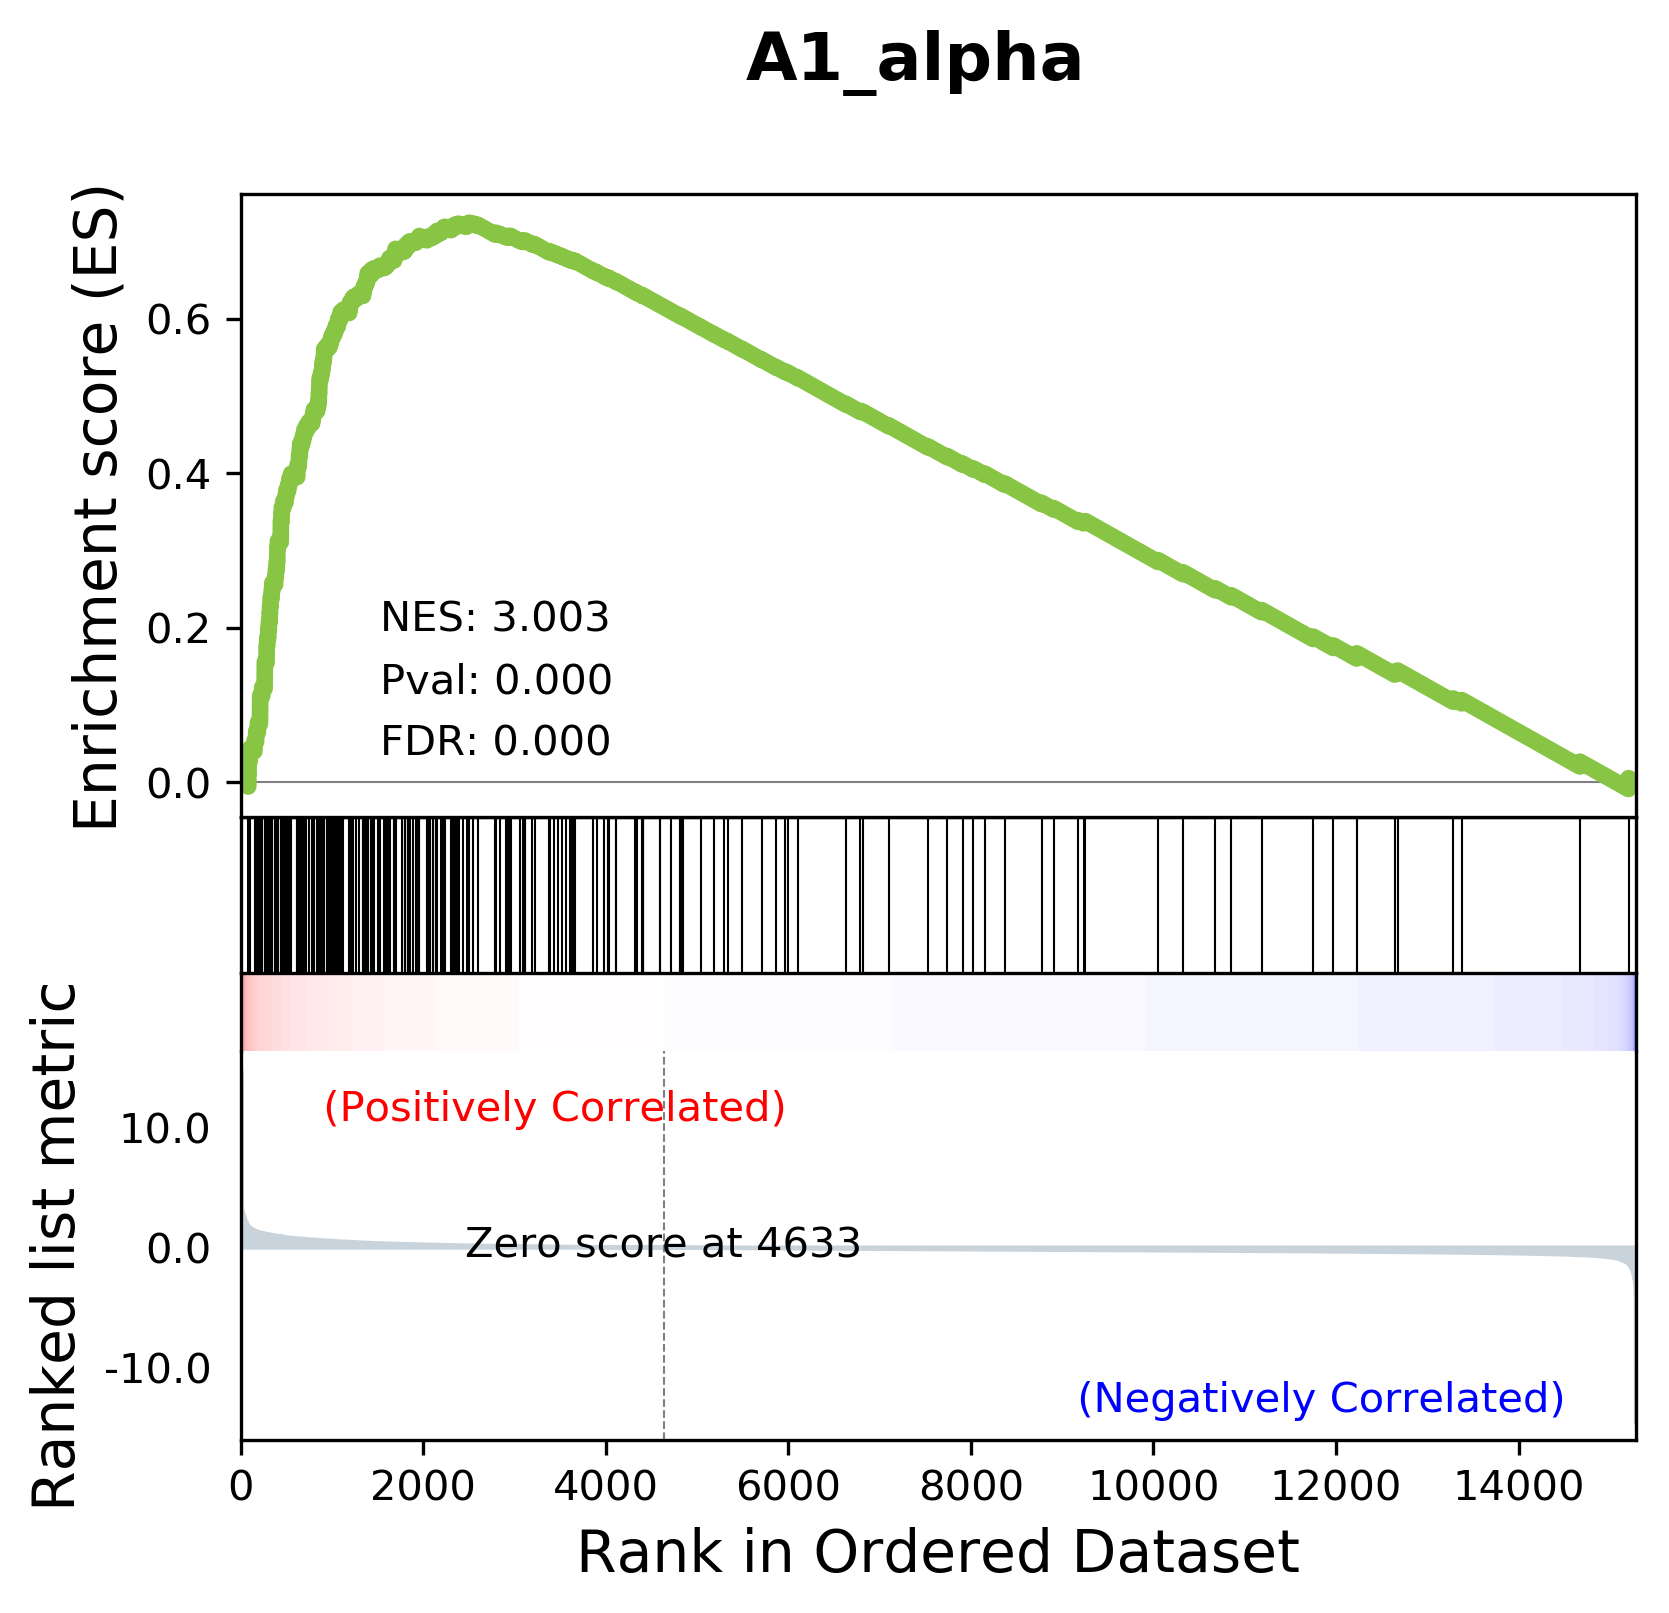 A1_alpha
Enrichment score (ES)
0.6
0.4
0.2
0.0
NES: 3.003
Pval: 0.000
FDR: 0.000
Ranked list metric
10.0
0.0
-10.0
(Positively Correlated)
Zero score at 4633
(Negatively Correlated)
0 2000 4000 6000 8000 10000 12000 14000
Rank in Ordered Dataset